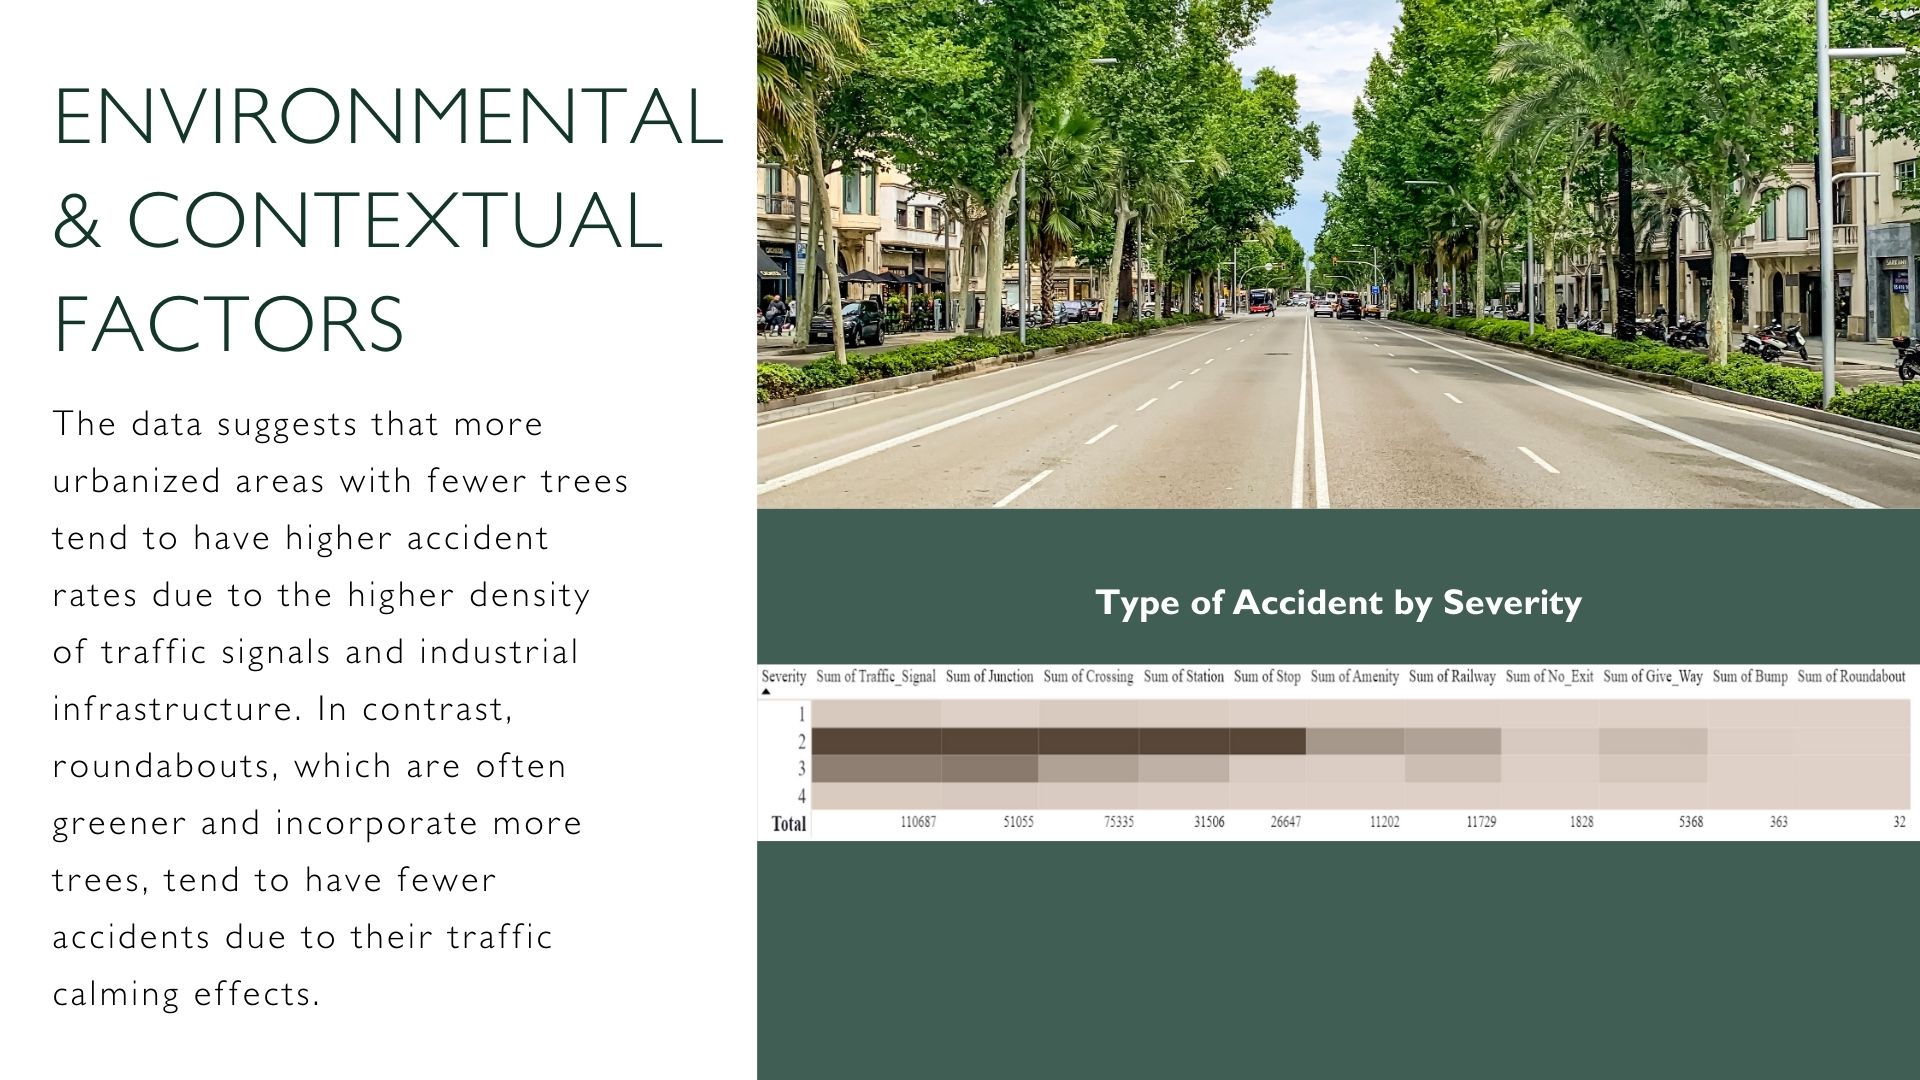 ENVIRONMENTAL
& CONTEXTUAL
FACTORS
The data suggests that more
urbanized areas with fewer trees
tend to have higher accident
rates due to the higher density
of traffic signals and industrial
infrastructure. In contrast,
roundabouts, which are often
greener and incorporate more
trees, tend to have fewer
accidents due to their traffic
calming effects.
Type of Accident by Severity
Severity Sum of Traffic_Signal Sum of Junction Sum of Crossing Sum of Station Sum of Stop Sum of Amenity Sum of Railway Sum of No_Exit Sum of Give_Way Sum of Bump Sum of Roundabout
1
2
3
4
Total 110687 51055 75335 31506 26647 11202 11729 1828 5368 363 32